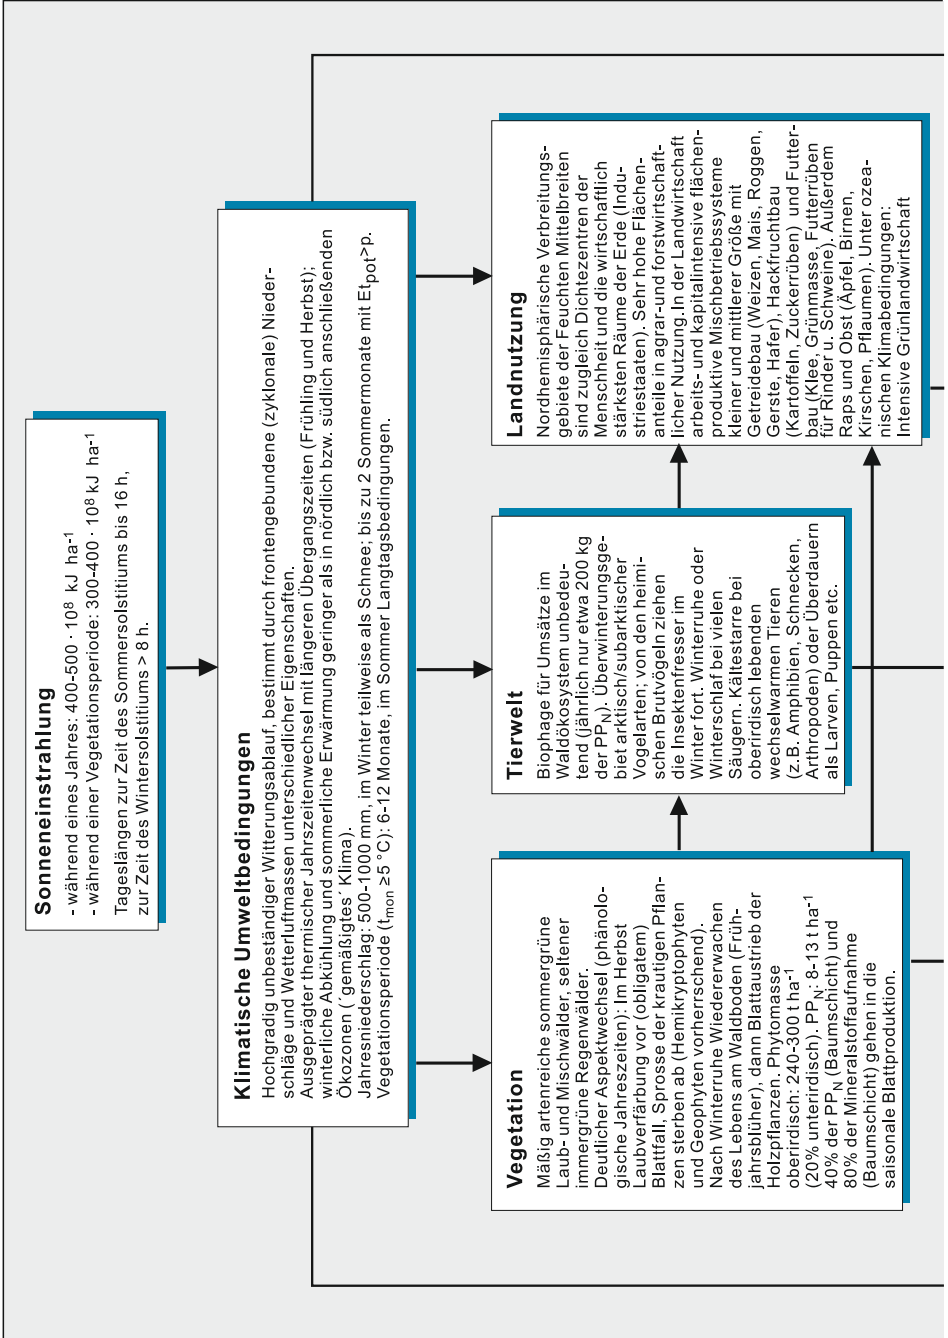 Sonneneinstrahlung
- während eines Jahres: 400-500 · 10⁸ kJ ha⁻¹
- während einer Vegetationsperiode: 300-400 · 10⁸ kJ ha⁻¹
Tageslängen zur Zeit des Sommersolstitiums bis 16 h,
zur Zeit des Wintersolstitiums > 8 h.
Klimatische Umweltbedingungen
Hochgradig unbeständiger Witterungsablauf, bestimmt durch frontengebundene (zyklonale) Nieder-
schläge und Wetterluftmassen unterschiedlicher Eigenschaften.
Ausgeprägter thermischer Jahrszeitenwechsel mit längeren Übergangszeiten (Frühling und Herbst);
winterliche Abkühlung und sommerliche Erwärmung geringer als in nördlich bzw. südlich anschließenden
Ökozonen (´gemäßigtes´ Klima).
Jahresniederschlag: 500-1000 mm, im Winter teilweise als Schnee; bis zu 2 Sommermonate mit Et_pot>p.
Vegetationsperiode (t_mon ≥5 °C): 6-12 Monate, im Sommer Langtagsbedingungen.
Vegetation
Mäßig artenreiche sommergrüne
Laub- und Mischwälder, seltener
immergrüne Regenwälder.
Deutlicher Aspektwechsel (phänolo-
gische Jahreszeiten): Im Herbst
Laubverfärbung vor (obligatem)
Blattfall, Sprosse der krautigen Pflan-
zen sterben ab (Hemikryptophyten
und Geophyten vorherrschend).
Nach Winterruhe Wiedererwachen
des Lebens am Waldboden (Früh-
jahrsblüher), dann Blattaustrieb der
Holzpflanzen. Phytomasse
oberirdisch: 240-300 t ha⁻¹
(20% unterirdisch). PP_N: 8-13 t ha⁻¹
40% der PP_N (Baumschicht) und
80% der Mineralstoffaufnahme
(Baumschicht) gehen in die
saisonale Blattproduktion.
Tierwelt
Biophage für Umsätze im
Waldökosystem unbedeu-
tend (jährlich nur etwa 200 kg
der PP_N). Überwinterungsge-
biet arktisch/subarktischer
Vogelarten; von den heimi-
schen Brutvögeln ziehen
die Insektenfresser im
Winter fort. Winterruhe oder
Winterschlaf bei vielen
Säugern. Kältestarre bei
oberirdisch lebenden
wechselwarmen Tieren
(z.B. Amphibien, Schnecken,
Arthropoden) oder Überdauern
als Larven, Puppen etc.
Landnutzung
Nordhemisphärische Verbreitungs-
gebiete der Feuchten Mittelbreiten
sind zugleich Dichtezentren der
Menschheit und die wirtschaftlich
stärksten Räume der Erde (Indu-
striestaaten). Sehr hohe Flächen-
anteile in agrar-und forstwirtschaft-
licher Nutzung.In der Landwirtschaft
arbeits- und kapitalintensive flächen-
produktive Mischbetriebssysteme
kleiner und mittlerer Größe mit
Getreidebau (Weizen, Mais, Roggen,
Gerste, Hafer), Hackfruchtbau
(Kartoffeln, Zuckerrüben) und Futter-
bau (Klee, Grünmasse, Futterrüben
für Rinder u. Schweine). Außerdem
Raps und Obst (Äpfel, Birnen,
Kirschen, Pflaumen). Unter ozea-
nischen Klimabedingungen:
Intensive Grünlandwirtschaft